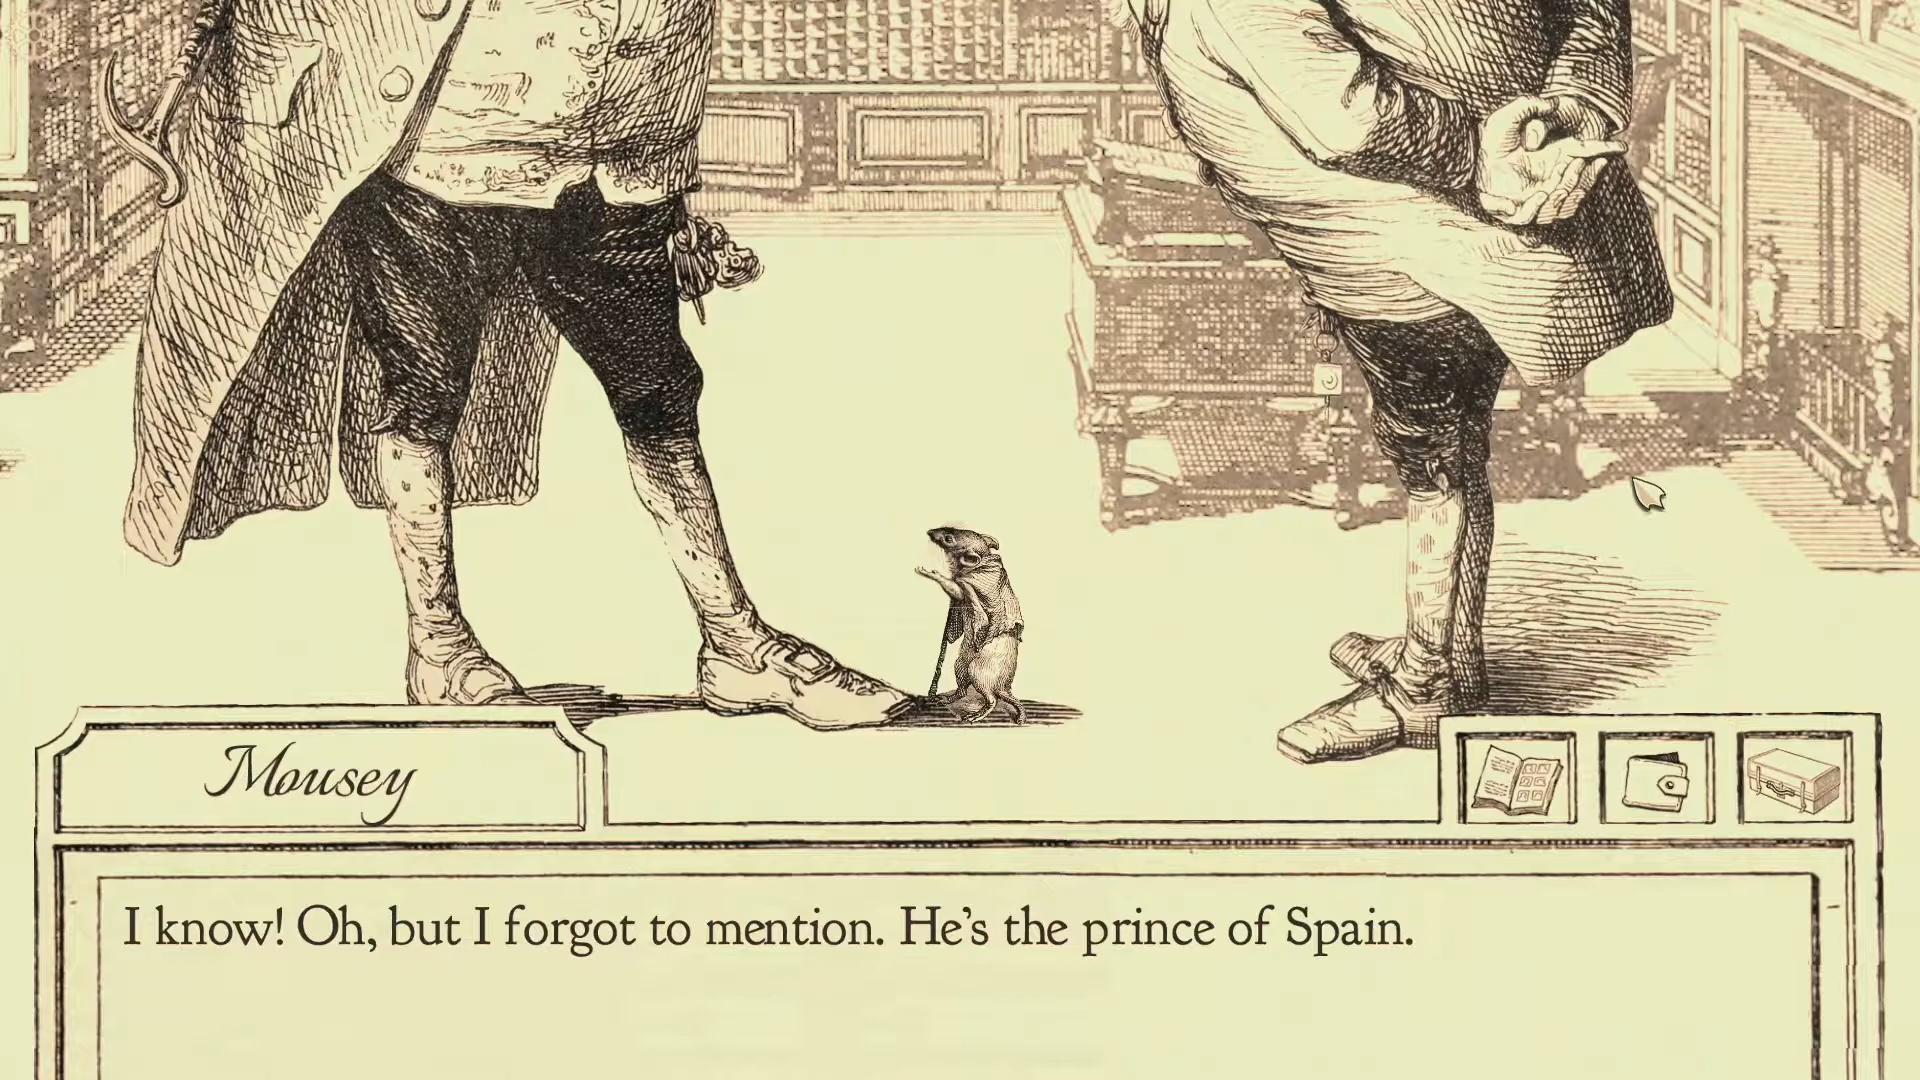 Mousey
I know! Oh, but I forgot to mention. He's the prince of Spain.